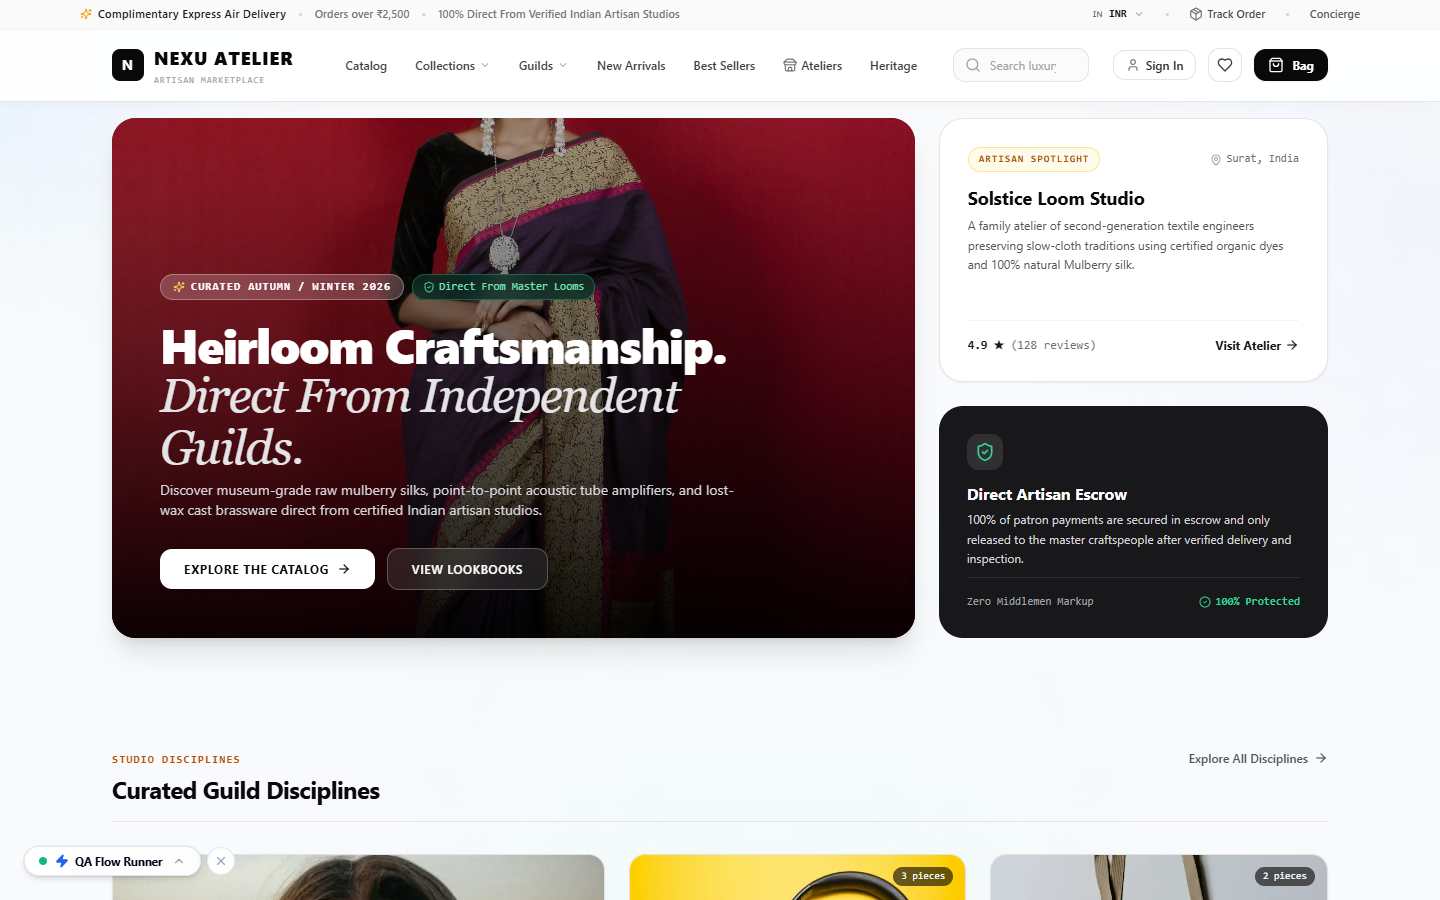 Complimentary Express Air Delivery • Orders over ₹2,500 • 100% Direct From Verified Indian Artisan Studios
IN INR • Track Order • Concierge
N NEXU ATELIER
ARTISAN MARKETPLACE
Catalog Collections Guilds New Arrivals Best Sellers Ateliers Heritage
Search luxur
Sign In
Bag
CURATED AUTUMN / WINTER 2026
Direct From Master Looms
Heirloom Craftsmanship.
Direct From Independent
Guilds.
Discover museum-grade raw mulberry silks, point-to-point acoustic tube amplifiers, and lost-
wax cast brassware direct from certified Indian artisan studios.
EXPLORE THE CATALOG →
VIEW LOOKBOOKS
ARTISAN SPOTLIGHT
Surat, India
Solstice Loom Studio
A family atelier of second-generation textile engineers
preserving slow-cloth traditions using certified organic dyes
and 100% natural Mulberry silk.
4.9 ★ (128 reviews)
Visit Atelier →
Direct Artisan Escrow
100% of patron payments are secured in escrow and only
released to the master craftspeople after verified delivery and
inspection.
Zero Middlemen Markup
100% Protected
STUDIO DISCIPLINES
Curated Guild Disciplines
Explore All Disciplines →
QA Flow Runner
3 pieces
2 pieces